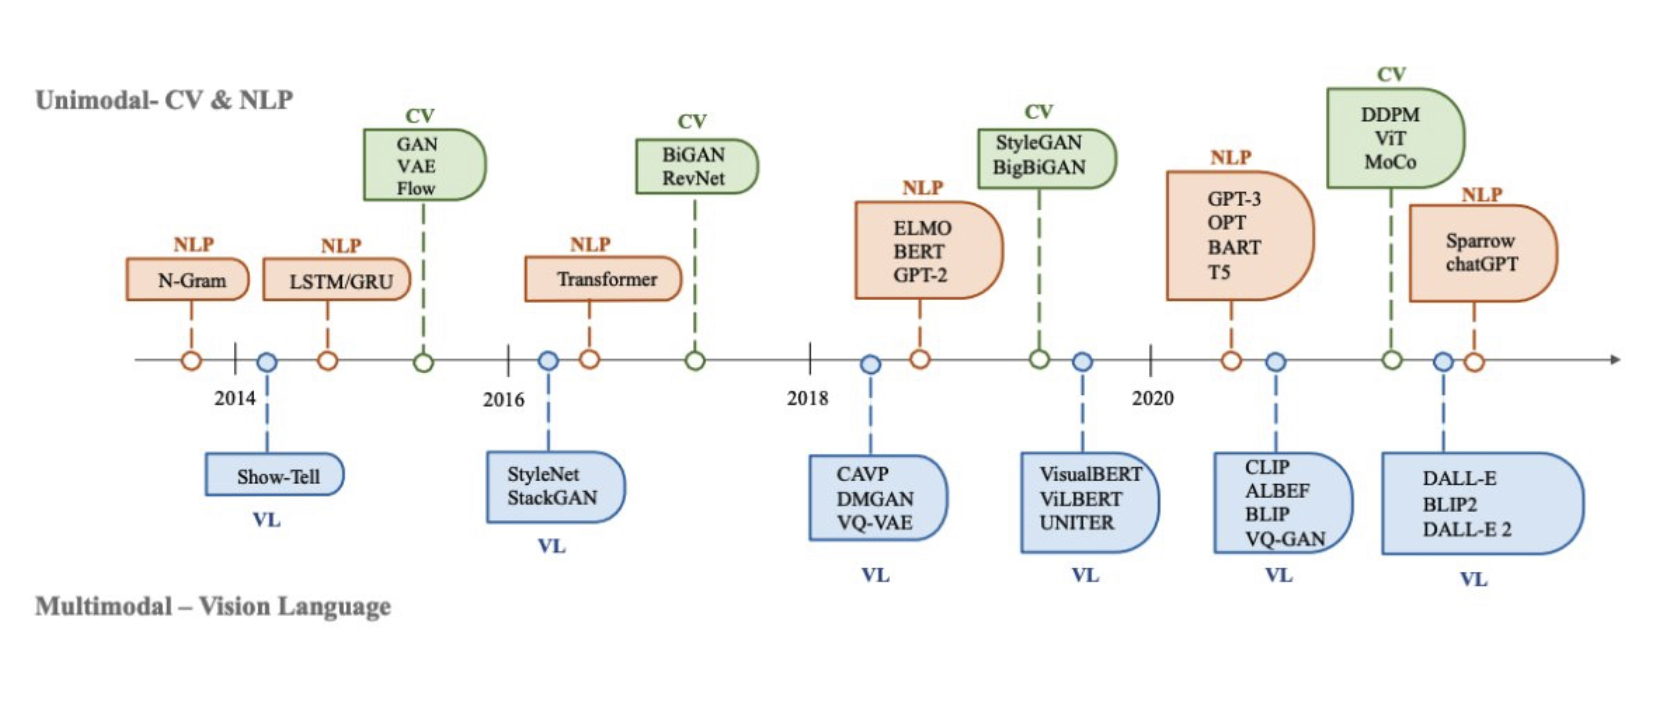 Unimodal- CV & NLP
NLP
N-Gram
NLP
LSTM/GRU
CV
GAN
VAE
Flow
NLP
Transformer
CV
BiGAN
RevNet
NLP
ELMO
BERT
GPT-2
CV
StyleGAN
BigBiGAN
NLP
GPT-3
OPT
BART
T5
CV
DDPM
ViT
MoCo
NLP
Sparrow
chatGPT
2014
2016
2018
2020
Show-Tell
VL
StyleNet
StackGAN
VL
CAVP
DMGAN
VQ-VAE
VL
VisualBERT
ViLBERT
UNITER
VL
CLIP
ALBEF
BLIP
VQ-GAN
VL
DALL-E
BLIP2
DALL-E 2
VL
Multimodal – Vision Language